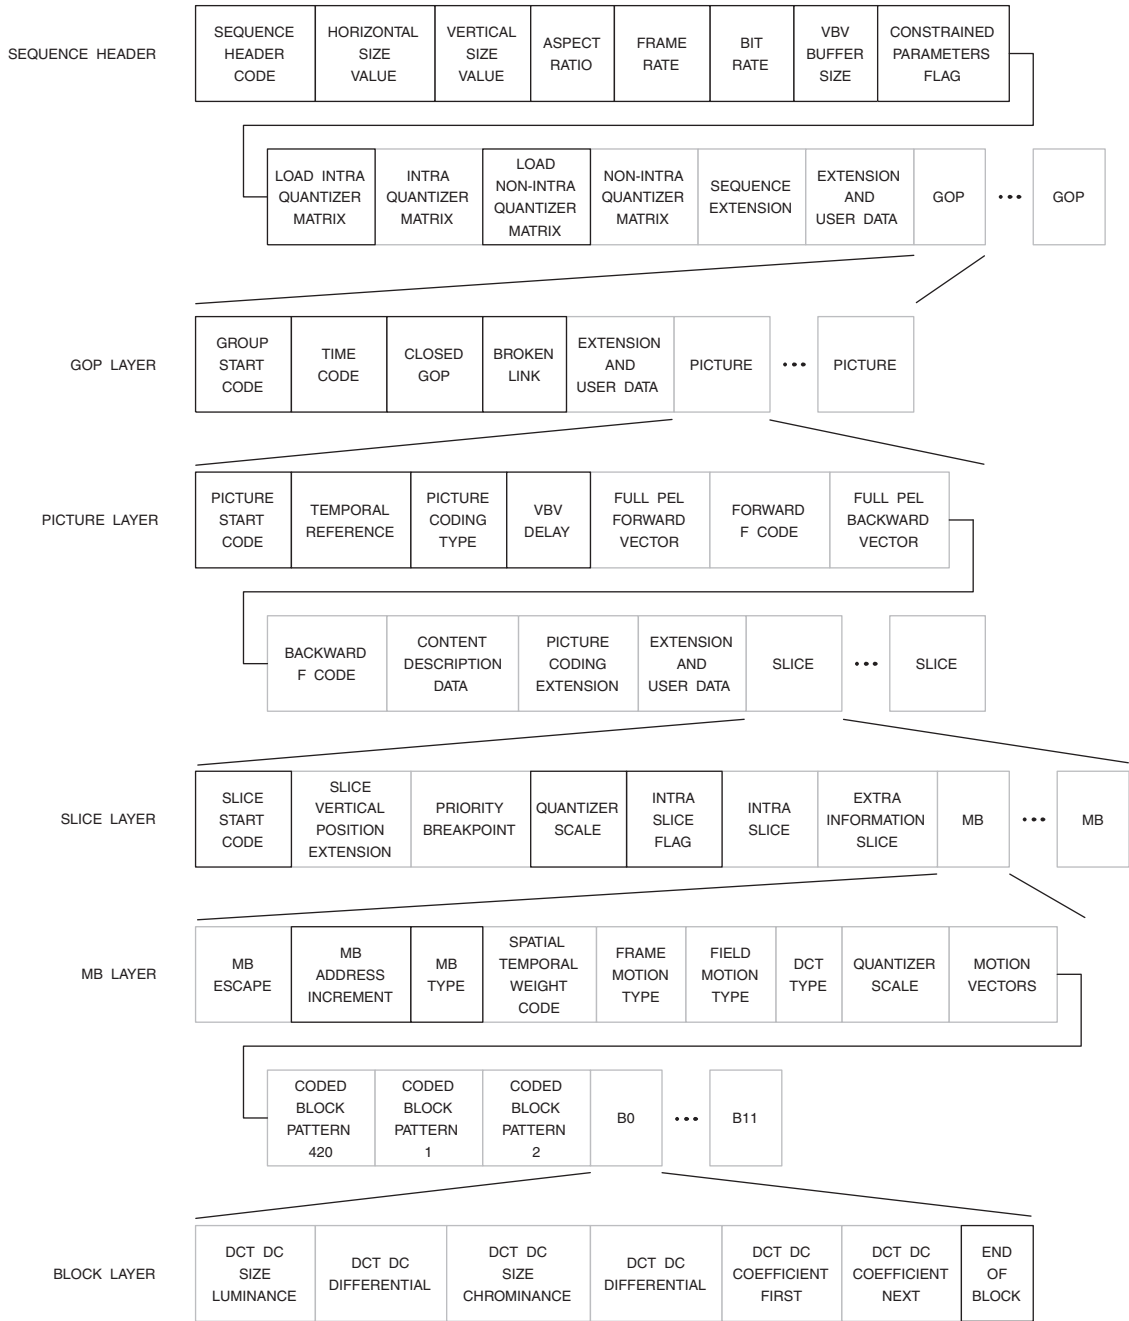 SEQUENCE HEADER
SEQUENCE
HEADER
CODE
HORIZONTAL
SIZE
VALUE
VERTICAL
SIZE
VALUE
ASPECT
RATIO
FRAME
RATE
BIT
RATE
VBV
BUFFER
SIZE
CONSTRAINED
PARAMETERS
FLAG
LOAD INTRA
QUANTIZER
MATRIX
INTRA
QUANTIZER
MATRIX
LOAD
NON-INTRA
QUANTIZER
MATRIX
NON-INTRA
QUANTIZER
MATRIX
SEQUENCE
EXTENSION
EXTENSION
AND
USER DATA
GOP
•••
GOP
GOP LAYER
GROUP
START
CODE
TIME
CODE
CLOSED
GOP
BROKEN
LINK
EXTENSION
AND
USER DATA
PICTURE
•••
PICTURE
PICTURE LAYER
PICTURE
START
CODE
TEMPORAL
REFERENCE
PICTURE
CODING
TYPE
VBV
DELAY
FULL PEL
FORWARD
VECTOR
FORWARD
F CODE
FULL PEL
BACKWARD
VECTOR
BACKWARD
F CODE
CONTENT
DESCRIPTION
DATA
PICTURE
CODING
EXTENSION
EXTENSION
AND
USER DATA
SLICE
•••
SLICE
SLICE LAYER
SLICE
START
CODE
SLICE
VERTICAL
POSITION
EXTENSION
PRIORITY
BREAKPOINT
QUANTIZER
SCALE
INTRA
SLICE
FLAG
INTRA
SLICE
EXTRA
INFORMATION
SLICE
MB
•••
MB
MB LAYER
MB
ESCAPE
MB
ADDRESS
INCREMENT
MB
TYPE
SPATIAL
TEMPORAL
WEIGHT
CODE
FRAME
MOTION
TYPE
FIELD
MOTION
TYPE
DCT
TYPE
QUANTIZER
SCALE
MOTION
VECTORS
CODED
BLOCK
PATTERN
420
CODED
BLOCK
PATTERN
1
CODED
BLOCK
PATTERN
2
B0
•••
B11
BLOCK LAYER
DCT DC
SIZE
LUMINANCE
DCT DC
DIFFERENTIAL
DCT DC
SIZE
CHROMINANCE
DCT DC
DIFFERENTIAL
DCT DC
COEFFICIENT
FIRST
DCT DC
COEFFICIENT
NEXT
END
OF
BLOCK